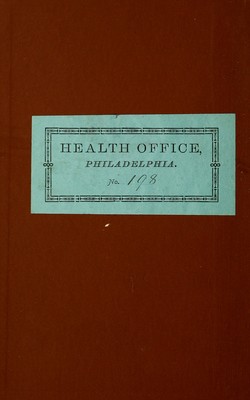 HEALTH OFFICE,
PHILADELPHIA.
No. 198